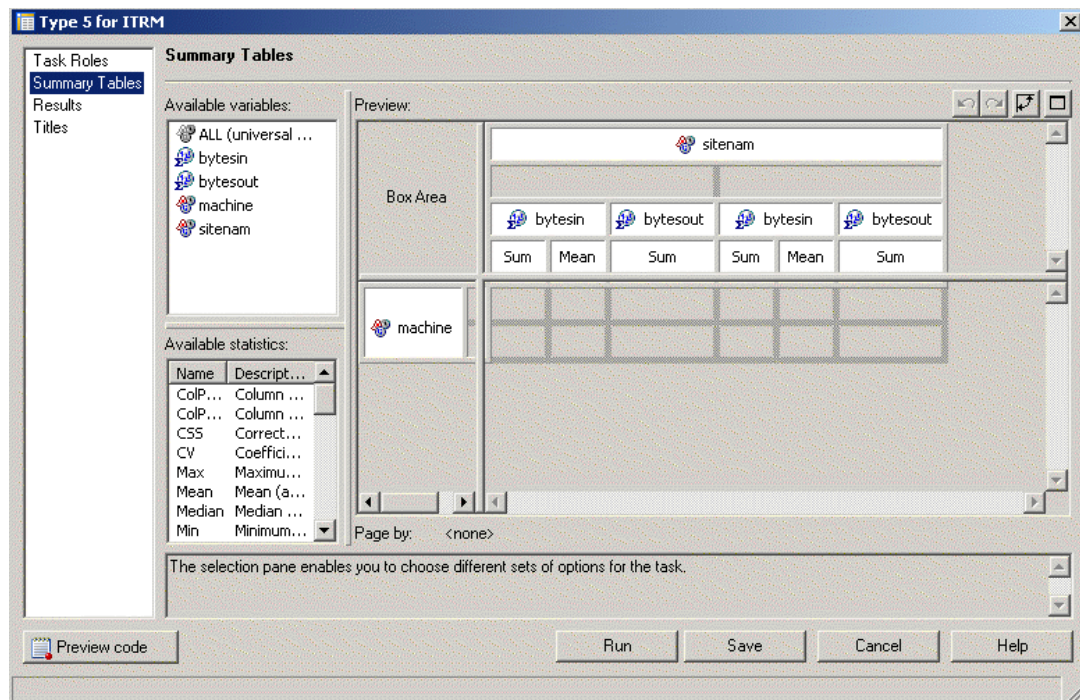 Type 5 for ITRM
Task Roles
Summary Tables
Results
Titles
Summary Tables
Available variables:
ALL (universal ...
bytesin
bytesout
machine
sitenam
Available statistics:
Name Descript...
ColP... Column ...
ColP... Column ...
CSS Correct...
CV Coeffici...
Max Maximu...
Mean Mean (a...
Median Median ...
Min Minimum...
Preview:
Box Area
sitenam
bytesin bytesout bytesin bytesout
Sum Mean Sum Sum Mean Sum
machine
Page by: <none>
The selection pane enables you to choose different sets of options for the task.
Preview code
Run
Save
Cancel
Help